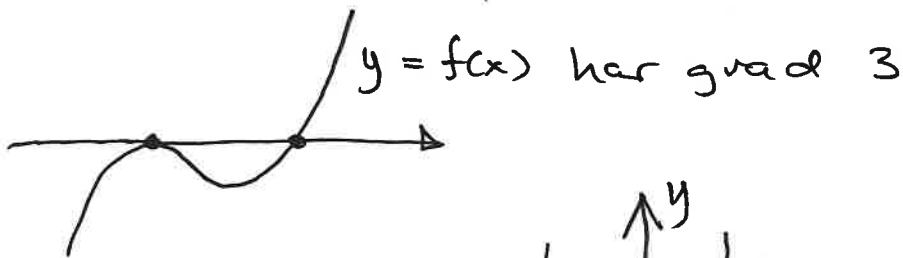 y = f(x) har grad 3
y